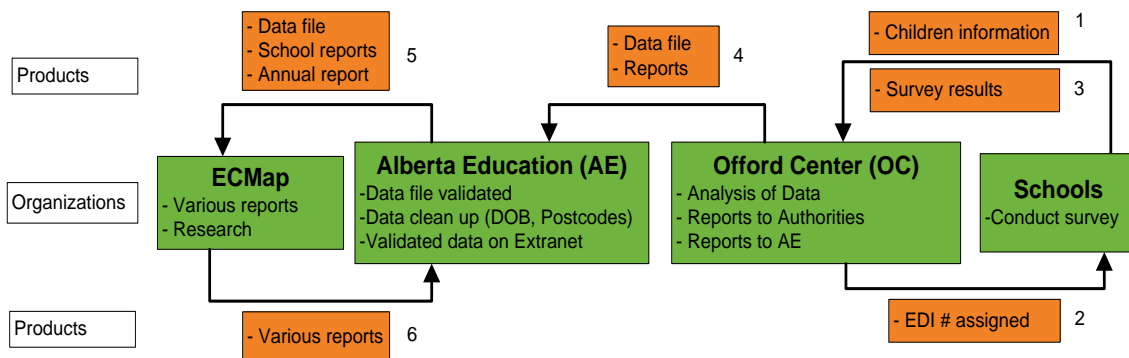 - Data file
- School reports
- Annual report
5
- Data file
- Reports
4
- Children information
1
Products
- Survey results
3
Organizations
ECMap
- Various reports
- Research
Alberta Education (AE)
-Data file validated
-Data clean up (DOB, Postcodes)
-Validated data on Extranet
Offord Center (OC)
- Analysis of Data
- Reports to Authorities
- Reports to AE
Schools
-Conduct survey
Products
- Various reports
6
- EDI # assigned
2